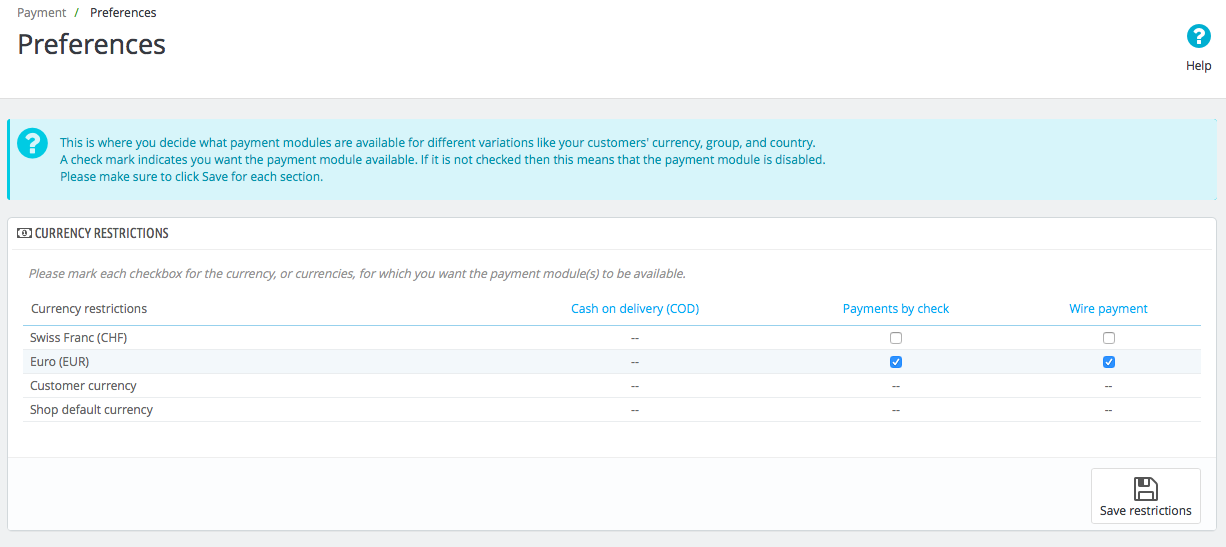 Payment / Preferences
Preferences
? Help
? This is where you decide what payment modules are available for different variations like your customers' currency, group, and country.
A check mark indicates you want the payment module available. If it is not checked then this means that the payment module is disabled.
Please make sure to click Save for each section.
CURRENCY RESTRICTIONS
Please mark each checkbox for the currency, or currencies, for which you want the payment module(s) to be available.
Currency restrictions Cash on delivery (COD) Payments by check Wire payment
Swiss Franc (CHF) --
Euro (EUR) --
Customer currency -- -- --
Shop default currency -- -- --
Save restrictions